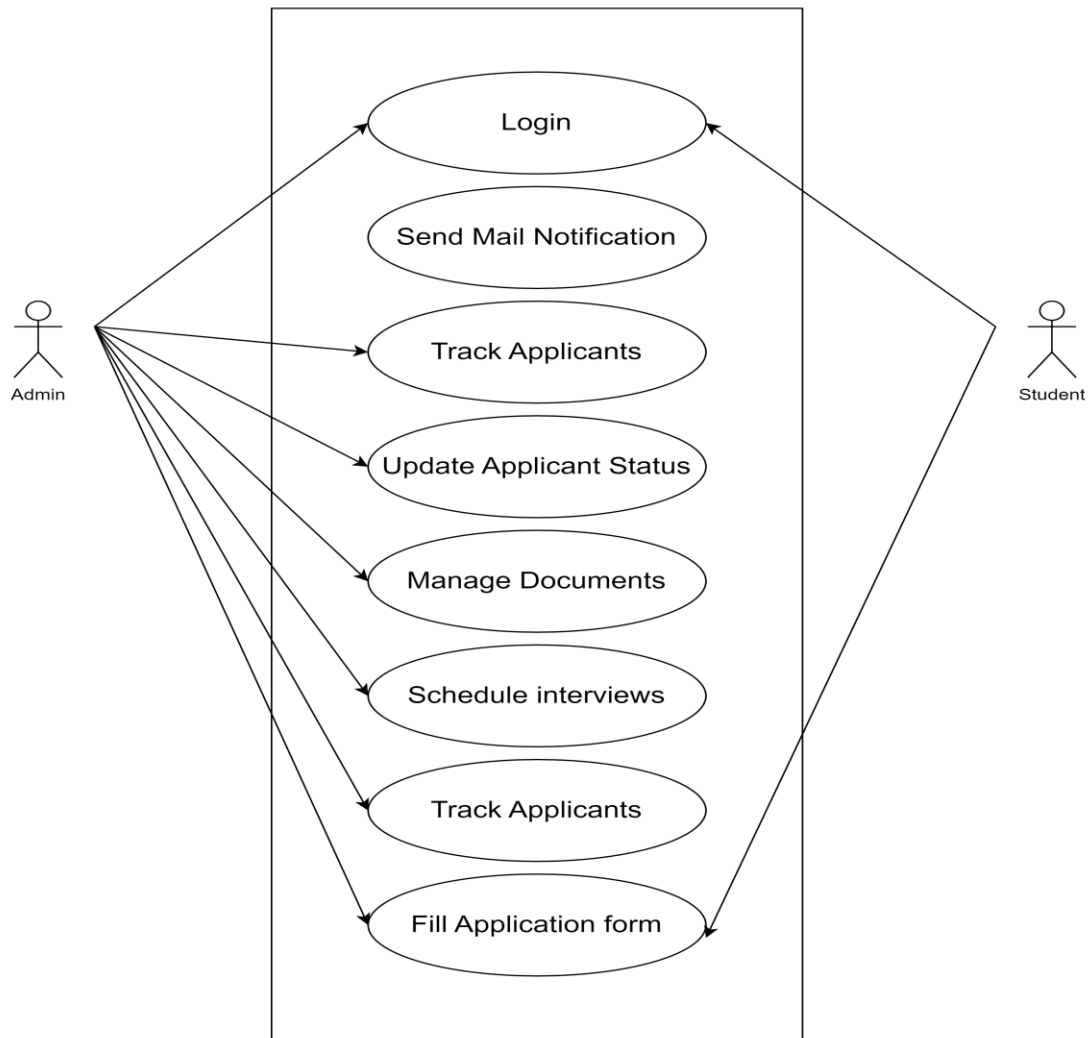 Login
Send Mail Notification
Track Applicants
Admin
Student
Update Applicant Status
Manage Documents
Schedule interviews
Track Applicants
Fill Application form